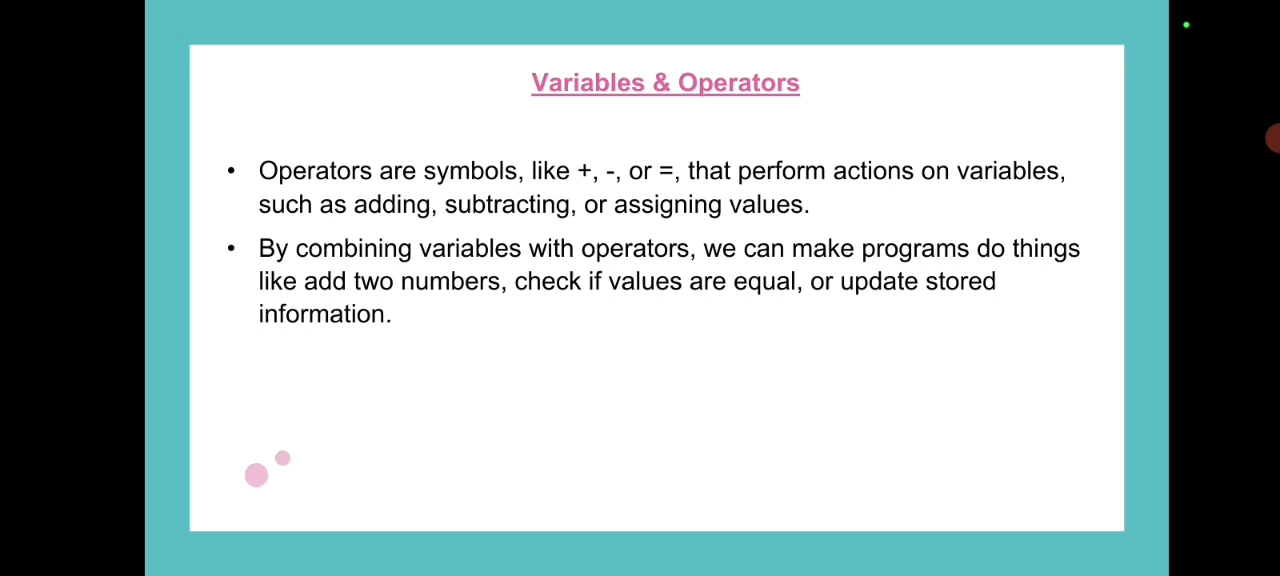 Variables & Operators
• Operators are symbols, like +, -, or =, that perform actions on variables,
such as adding, subtracting, or assigning values.
• By combining variables with operators, we can make programs do things
like add two numbers, check if values are equal, or update stored
information.